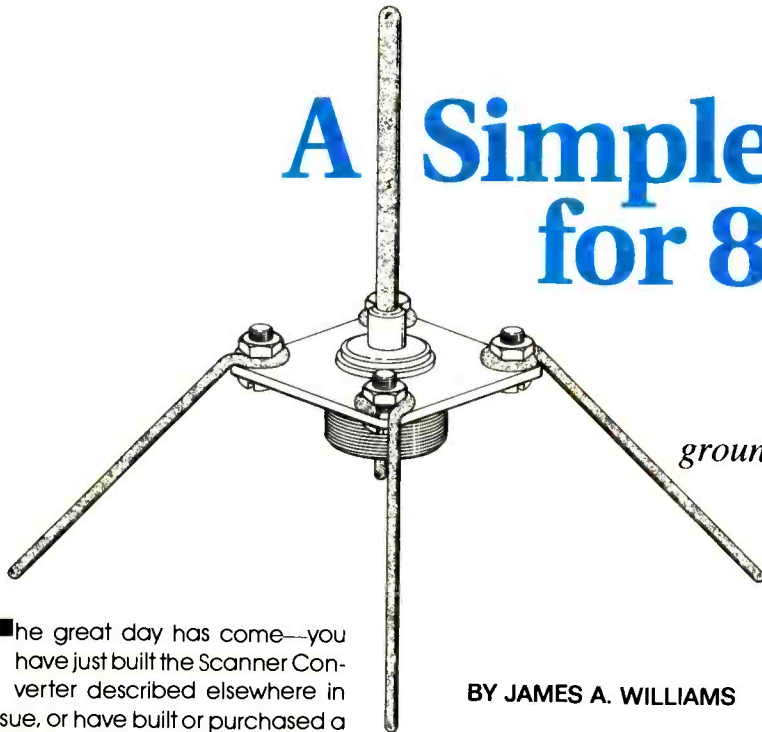 A Simple
for 8
groun
he great day has come—you
have just built the Scanner Con-
verter described elsewhere in
sue, or have built or purchased a
BY JAMES A. WILLIAMS